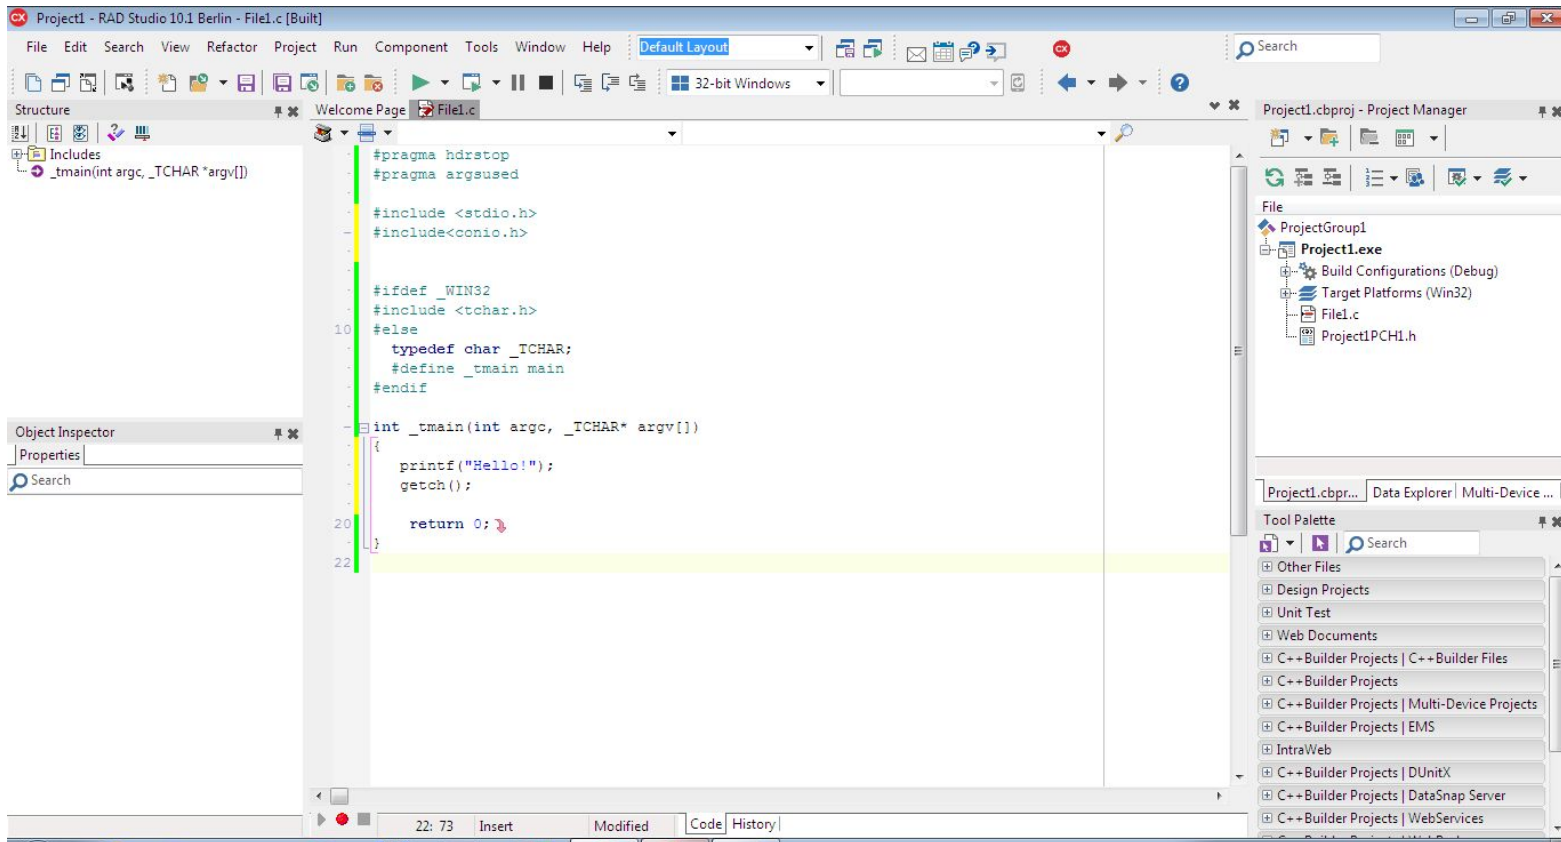 Project1 - RAD Studio 10.1 Berlin - File1.c [Built]
File Edit Search View Refactor Project Run Component Tools Window Help Default Layout Search
32-bit Windows
Structure
Includes
_tmain(int argc, _TCHAR *argv[])
Object Inspector
Properties
Search
Welcome Page File1.c
#pragma hdrstop
#pragma argsused
#include <stdio.h>
#include<conio.h>
#ifdef _WIN32
#include <tchar.h>
10 #else
typedef char _TCHAR;
#define _tmain main
#endif
int _tmain(int argc, _TCHAR* argv[])
{
printf("Hello!");
getch();
20 return 0;
}
22
22: 73 Insert Modified Code History
Project1.cbproj - Project Manager
File
ProjectGroup1
Project1.exe
Build Configurations (Debug)
Target Platforms (Win32)
File1.c
Project1PCH1.h
Project1.cbpr... Data Explorer Multi-Device ...
Tool Palette
Search
Other Files
Design Projects
Unit Test
Web Documents
C++Builder Projects | C++Builder Files
C++Builder Projects
C++Builder Projects | Multi-Device Projects
C++Builder Projects | EMS
IntraWeb
C++Builder Projects | DUnitX
C++Builder Projects | DataSnap Server
C++Builder Projects | WebServices